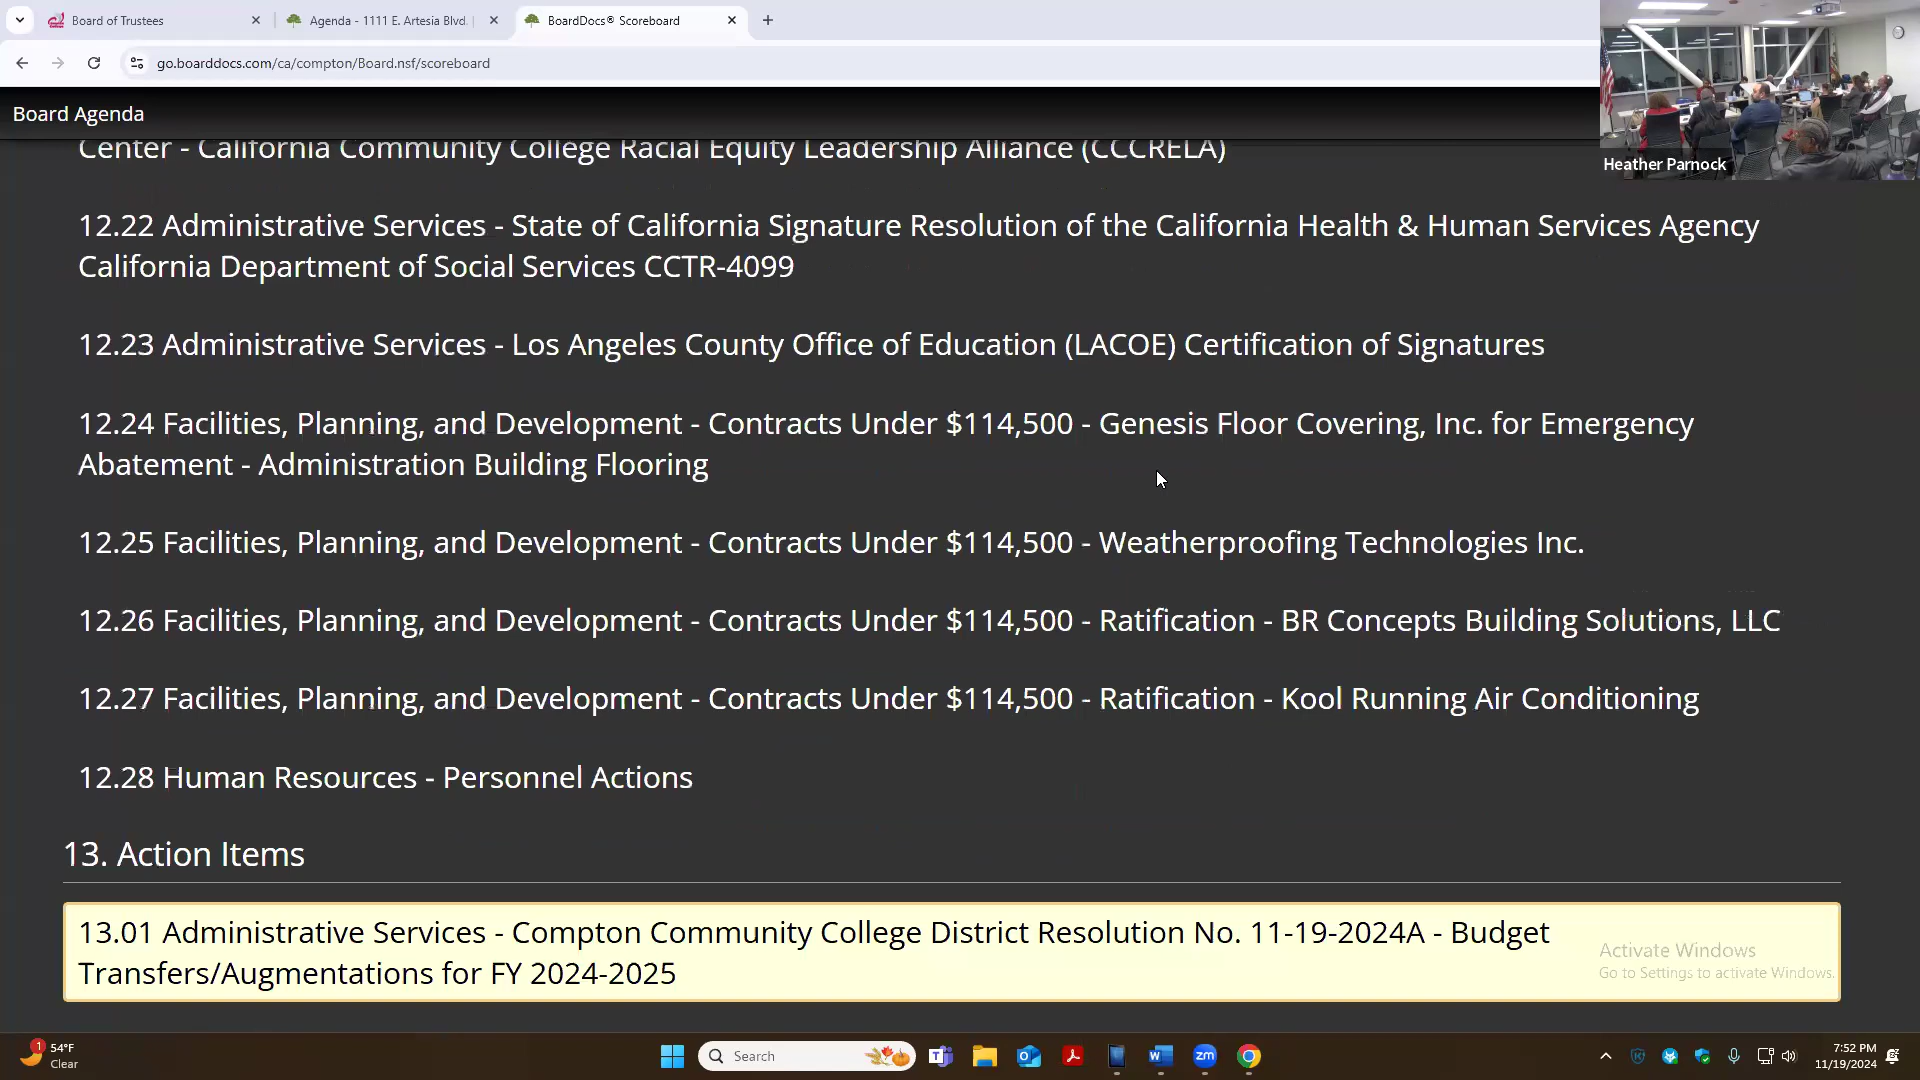 Board of Trustees
Agenda - 1111 E. Artesia Blvd.
BoardDocs® Scoreboard
go.boarddocs.com/ca/compton/Board.nsf/scoreboard
Board Agenda
Heather Parnock
Center - California Community College Racial Equity Leadership Alliance (CCCRELA)
12.22 Administrative Services - State of California Signature Resolution of the California Health & Human Services Agency
California Department of Social Services CCTR-4099
12.23 Administrative Services - Los Angeles County Office of Education (LACOE) Certification of Signatures
12.24 Facilities, Planning, and Development - Contracts Under $114,500 - Genesis Floor Covering, Inc. for Emergency
Abatement - Administration Building Flooring
12.25 Facilities, Planning, and Development - Contracts Under $114,500 - Weatherproofing Technologies Inc.
12.26 Facilities, Planning, and Development - Contracts Under $114,500 - Ratification - BR Concepts Building Solutions, LLC
12.27 Facilities, Planning, and Development - Contracts Under $114,500 - Ratification - Kool Running Air Conditioning
12.28 Human Resources - Personnel Actions
13. Action Items
13.01 Administrative Services - Compton Community College District Resolution No. 11-19-2024A - Budget
Transfers/Augmentations for FY 2024-2025
Activate Windows
Go to Settings to activate Windows.
1
54°F
Clear
Search
zm
7:52 PM
11/19/2024